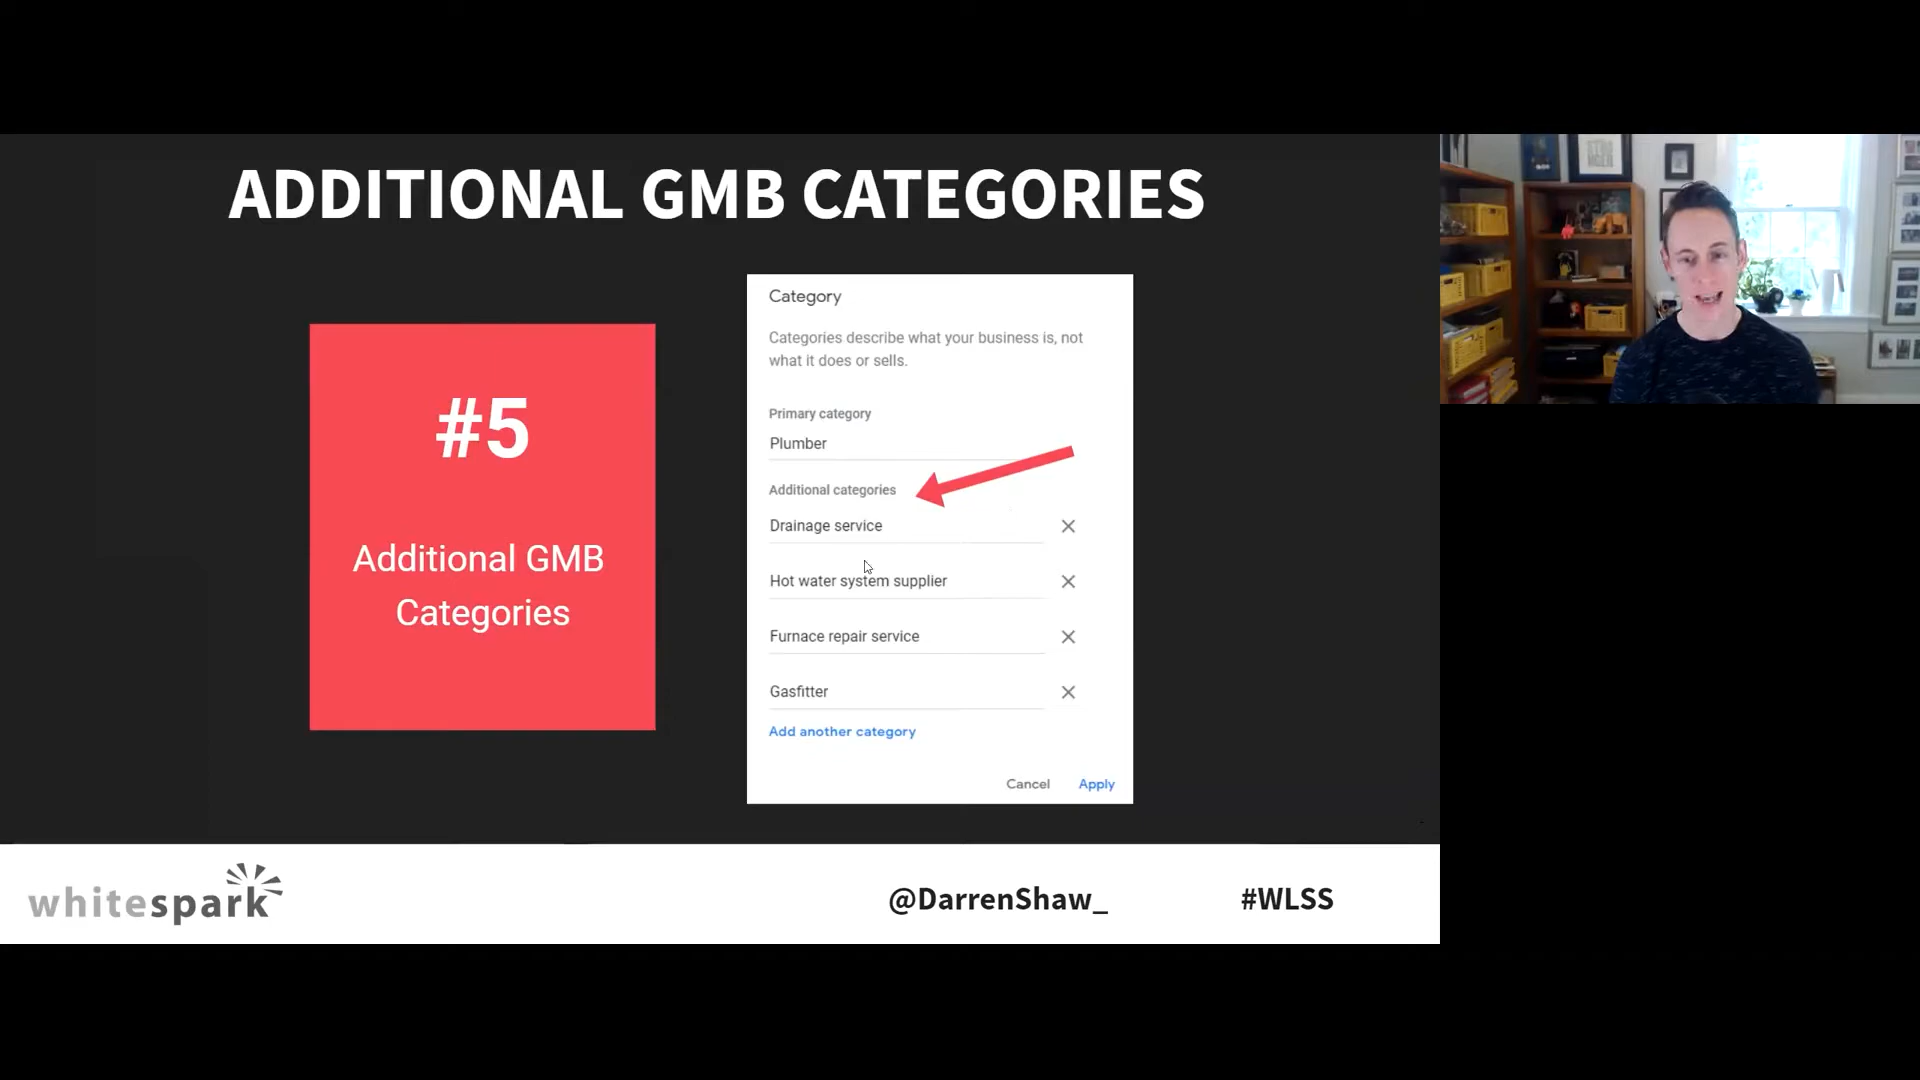 ADDITIONAL GMB CATEGORIES
#5
Additional GMB
Categories
Category
Categories describe what your business is, not
what it does or sells.
Primary category
Plumber
Additional categories
Drainage service
Hot water system supplier
Furnace repair service
Gasfitter
Add another category
Cancel
Apply
whitespark
@DarrenShaw_
#WLSS